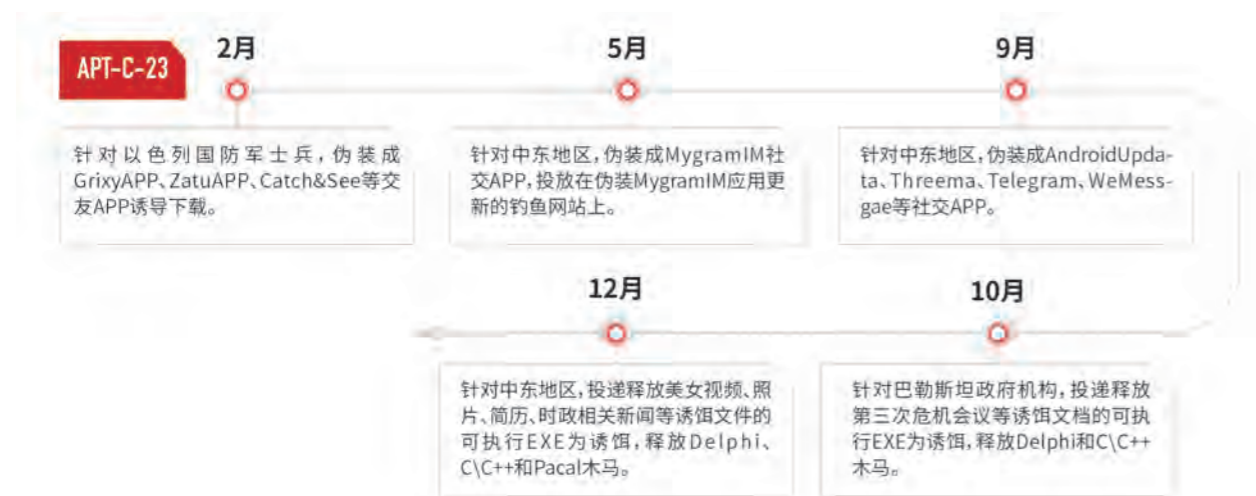 APT-C-23
2月
针对以色列国防军士兵,伪装成
GrixyAPP、ZatuAPP、Catch&See等交
友APP诱导下载。
5月
针对中东地区,伪装成MygramIM社
交APP,投放在伪装MygramIM应用更
新的钓鱼网站上。
9月
针对中东地区,伪装成AndroidUpda-
ta、Threema、Telegram、WeMess-
gae等社交APP。
10月
针对巴勒斯坦政府机构,投递释放
第三次危机会议等诱饵文档的可执
行EXE为诱饵,释放Delphi和C\C++
木马。
12月
针对中东地区,投递释放美女视频、照
片、简历、时政相关新闻等诱饵文件的
可执行EXE为诱饵,释放Delphi、
C\C++和Pacal木马。